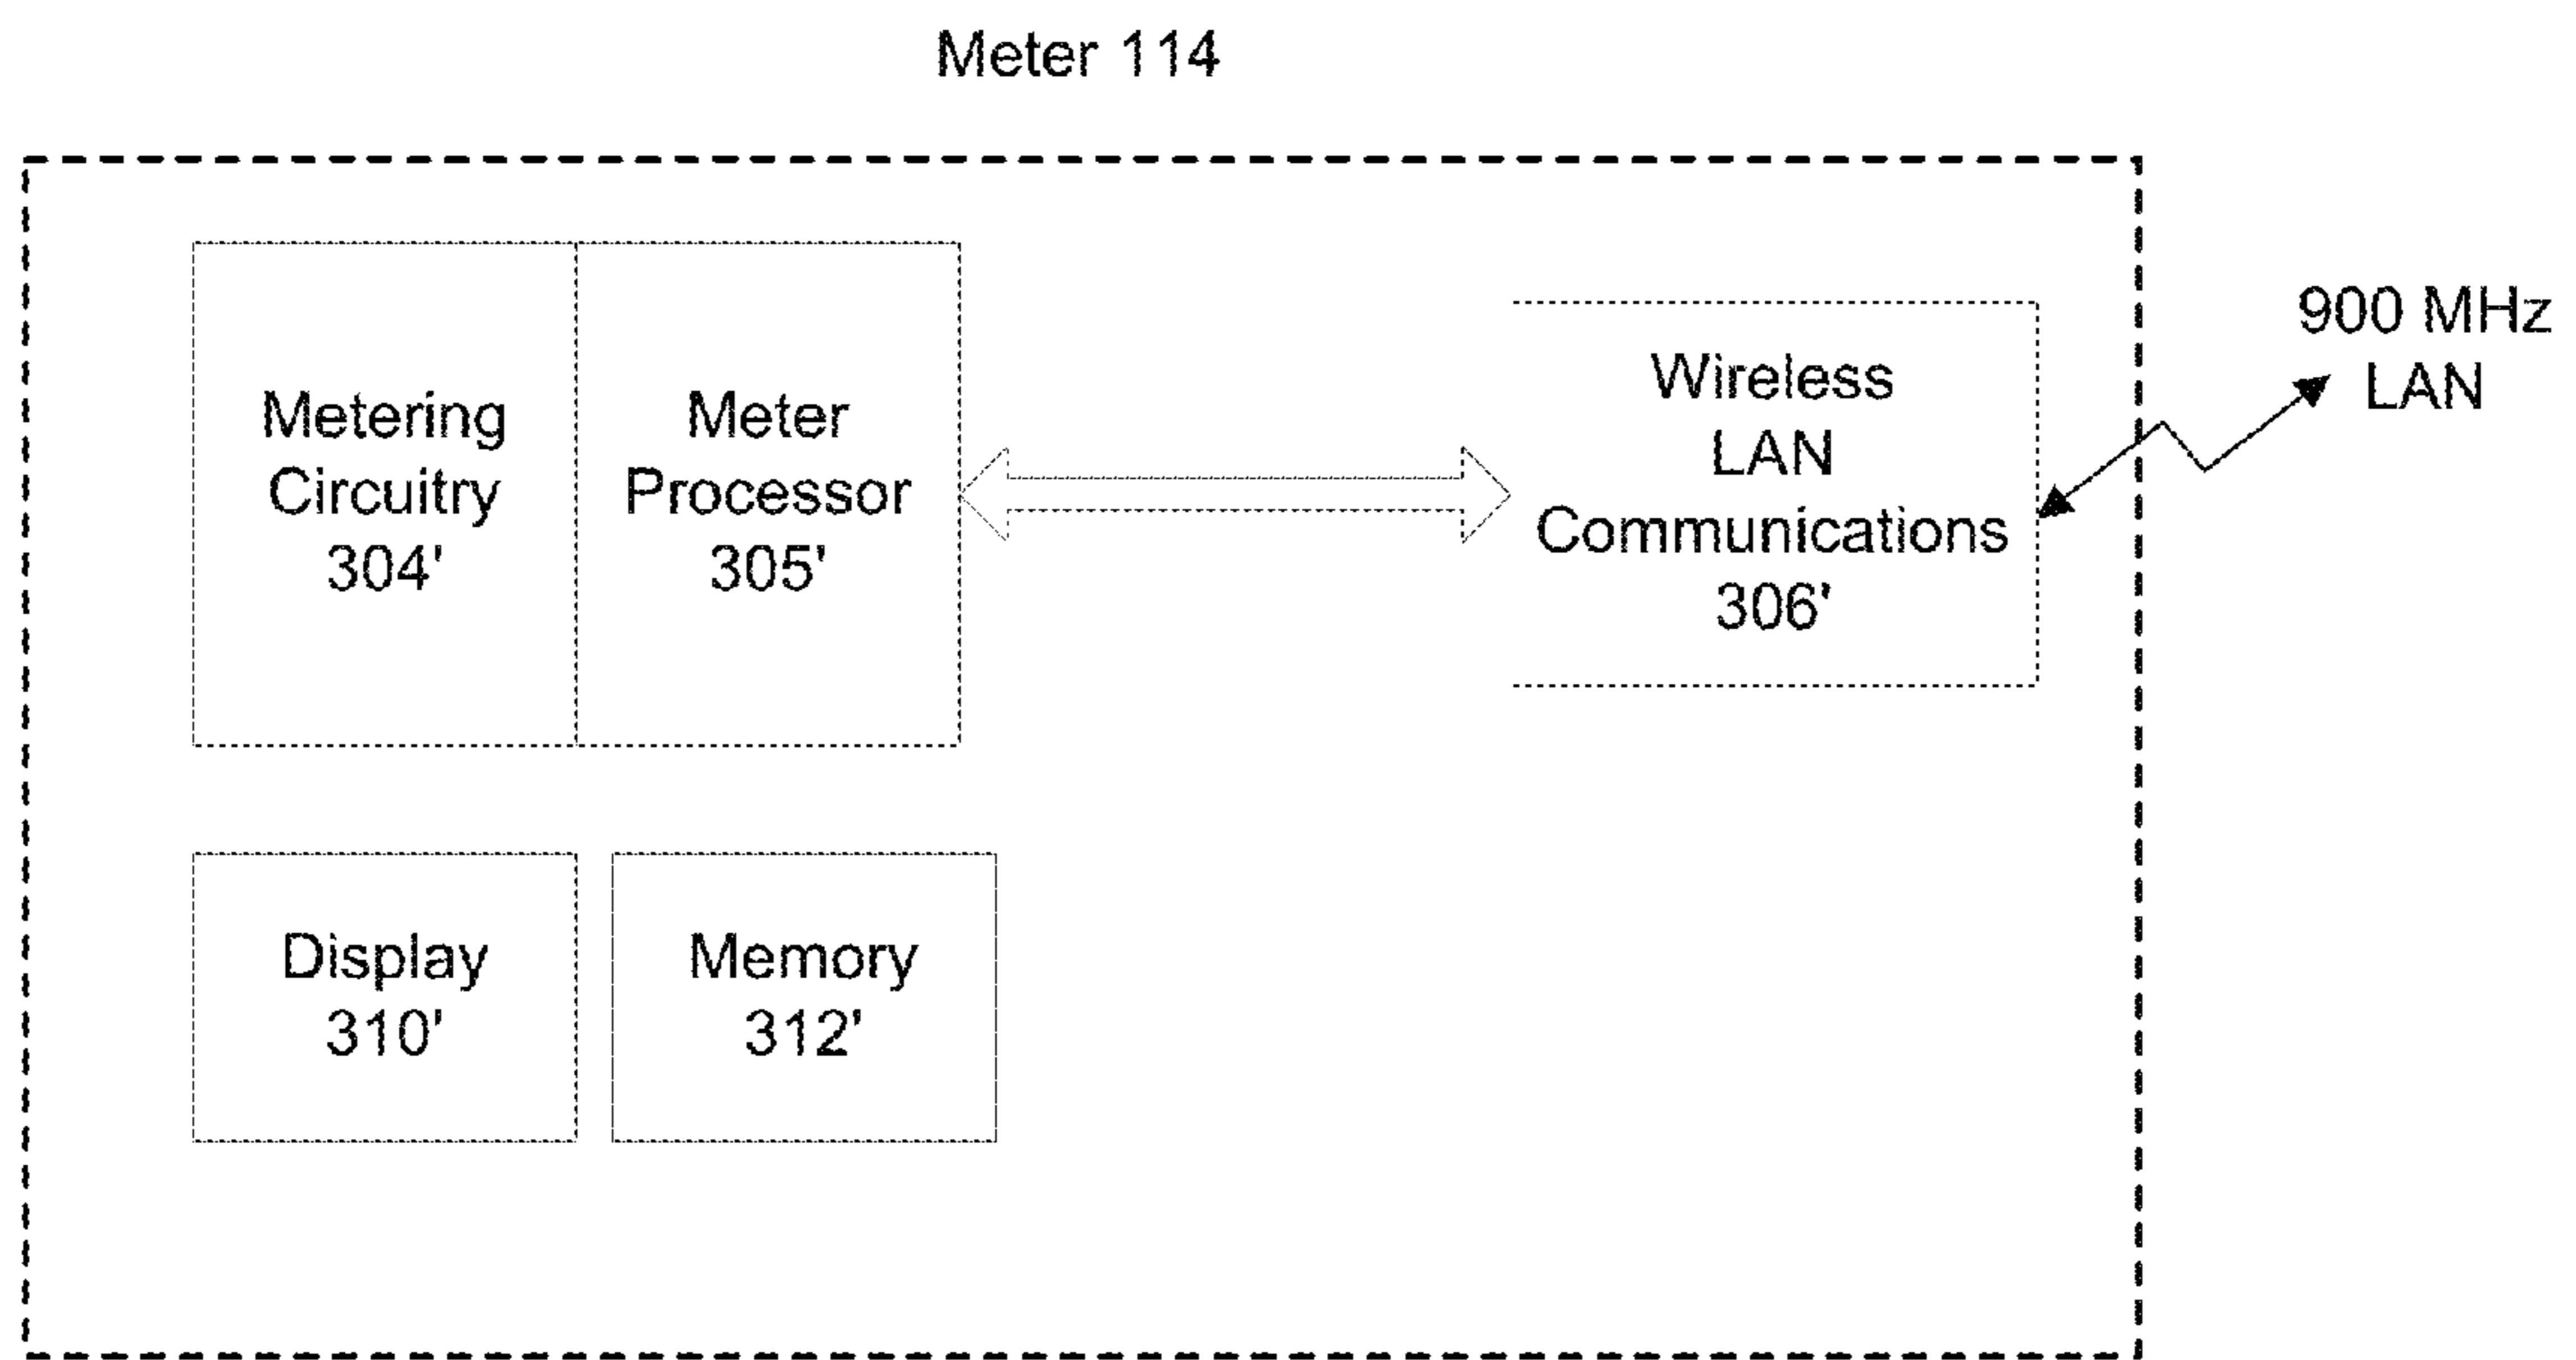 Meter 114
Metering
Circuitry
304'
Meter
Processor
305'
Wireless
LAN
Communications
306'
900 MHz
LAN
Display
310'
Memory
312'